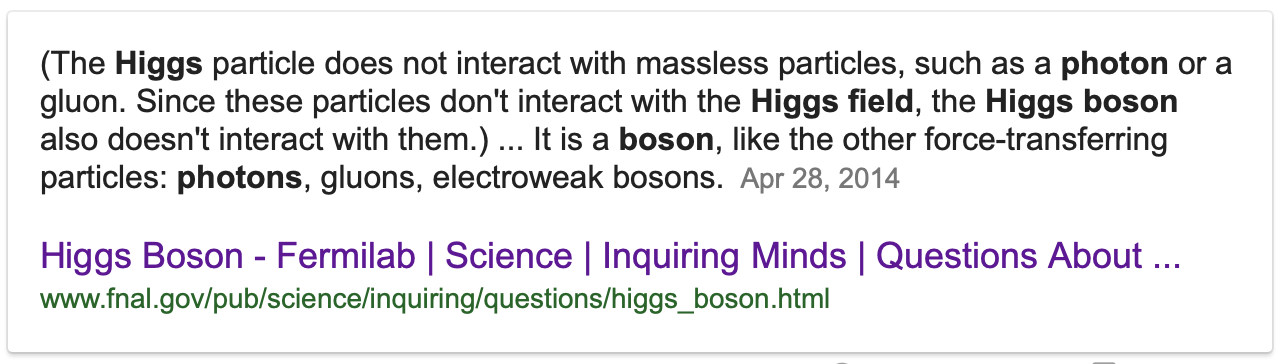 (The Higgs particle does not interact with massless particles, such as a photon or a
gluon. Since these particles don't interact with the Higgs field, the Higgs boson
also doesn't interact with them.) ... It is a boson, like the other force-transferring
particles: photons, gluons, electroweak bosons. Apr 28, 2014
Higgs Boson - Fermilab | Science | Inquiring Minds | Questions About ...
www.fnal.gov/pub/science/inquiring/questions/higgs_boson.html